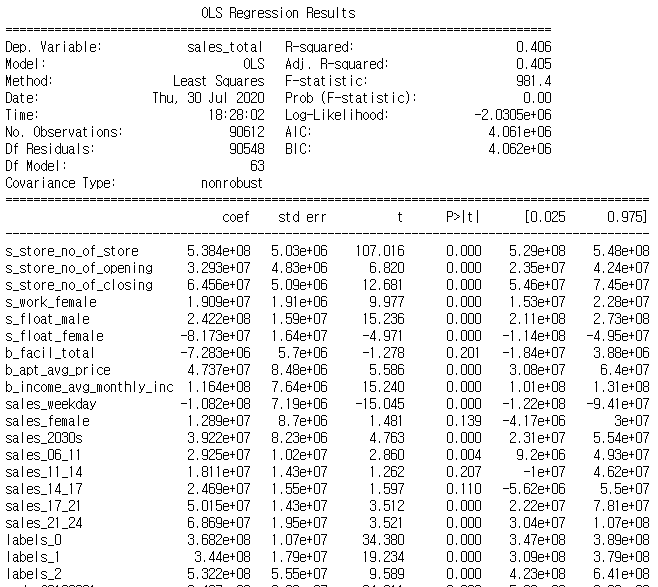 OLS Regression Results
==============================================================================
Dep. Variable: sales_total R-squared: 0.406
Model: OLS Adj. R-squared: 0.405
Method: Least Squares F-statistic: 981.4
Date: Thu, 30 Jul 2020 Prob (F-statistic): 0.00
Time: 18:28:02 Log-Likelihood: -2.0305e+06
No. Observations: 90612 AIC: 4.061e+06
Df Residuals: 90548 BIC: 4.062e+06
Df Model: 63
Covariance Type: nonrobust
==============================================================================
coef std err t P>|t| [0.025 0.975]
------------------------------------------------------------------------------
s_store_no_of_store 5.384e+08 5.03e+06 107.016 0.000 5.29e+08 5.48e+08
s_store_no_of_opening 3.293e+07 4.83e+06 6.820 0.000 2.35e+07 4.24e+07
s_store_no_of_closing 6.456e+07 5.09e+06 12.681 0.000 5.46e+07 7.45e+07
s_work_female 1.909e+07 1.91e+06 9.977 0.000 1.53e+07 2.28e+07
s_float_male 2.422e+08 1.59e+07 15.236 0.000 2.11e+08 2.73e+08
s_float_female -8.173e+07 1.64e+07 -4.971 0.000 -1.14e+08 -4.95e+07
b_facil_total -7.283e+06 5.7e+06 -1.278 0.201 -1.84e+07 3.88e+06
b_apt_avg_price 4.737e+07 8.48e+06 5.586 0.000 3.08e+07 6.4e+07
b_income_avg_monthly_inc 1.164e+08 7.64e+06 15.240 0.000 1.01e+08 1.31e+08
sales_weekday -1.082e+08 7.19e+06 -15.045 0.000 -1.22e+08 -9.41e+07
sales_female 1.289e+07 8.7e+06 1.481 0.139 -4.17e+06 3e+07
sales_2030s 3.922e+07 8.23e+06 4.763 0.000 2.31e+07 5.54e+07
sales_06_11 2.925e+07 1.02e+07 2.860 0.004 9.2e+06 4.93e+07
sales_11_14 1.811e+07 1.43e+07 1.262 0.207 -1e+07 4.62e+07
sales_14_17 2.469e+07 1.55e+07 1.597 0.110 -5.62e+06 5.5e+07
sales_17_21 5.015e+07 1.43e+07 3.512 0.000 2.22e+07 7.81e+07
sales_21_24 6.869e+07 1.95e+07 3.521 0.000 3.04e+07 1.07e+08
labels_0 3.682e+08 1.07e+07 34.380 0.000 3.47e+08 3.89e+08
labels_1 3.44e+08 1.79e+07 19.234 0.000 3.09e+08 3.79e+08
labels_2 5.322e+08 5.55e+07 9.589 0.000 4.23e+08 6.41e+08